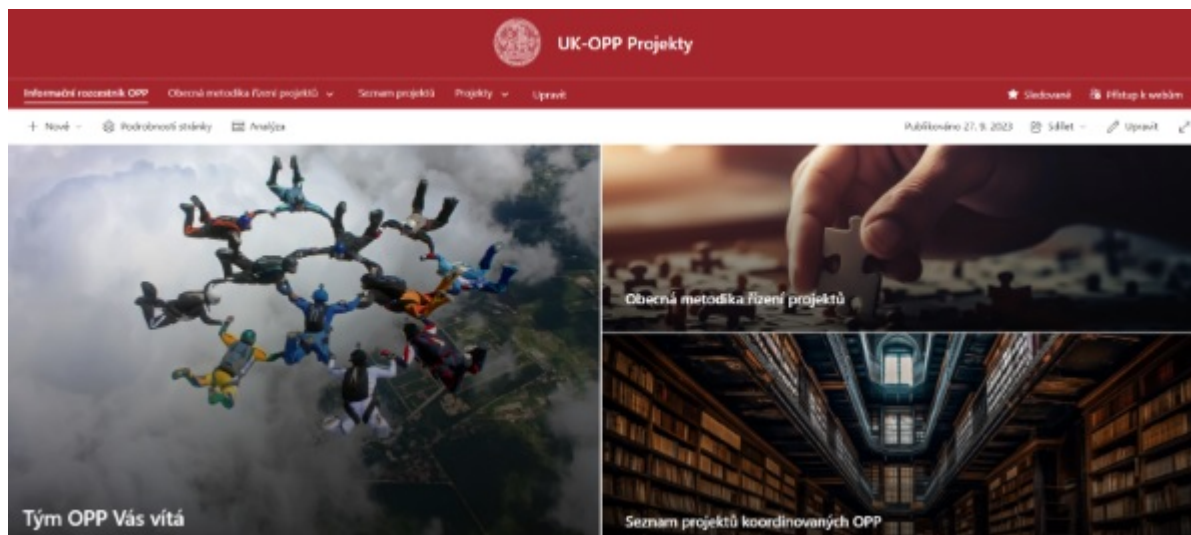 UK-OPP Projekty
Informační rozcestník OPP Obecná metodika řízení projektů Seznam projektů Projekty Upravit Sledované Přístup k webům
+ Nové Podrobnosti stránky Analýza Publikováno 27. 9. 2023 Sdílet Upravit
Obecná metodika řízení projektů
Tým OPP Vás vítá
Seznam projektů koordinovaných OPP